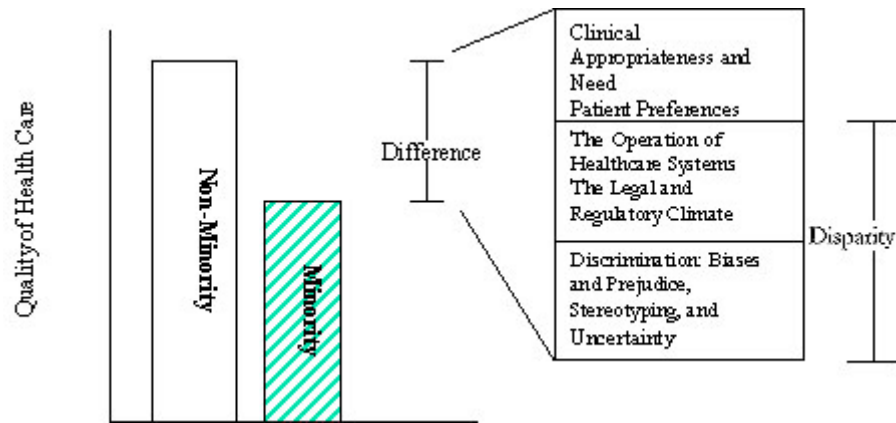 Quality of Health Care
Non-Minority
Minority
Difference
Clinical
Appropriateness and
Need
Patient Preferences
The Operation of
Healthcare Systems
The Legal and
Regulatory Climate
Discrimination: Biases
and Prejudice,
Stereotyping, and
Uncertainty
Disparity